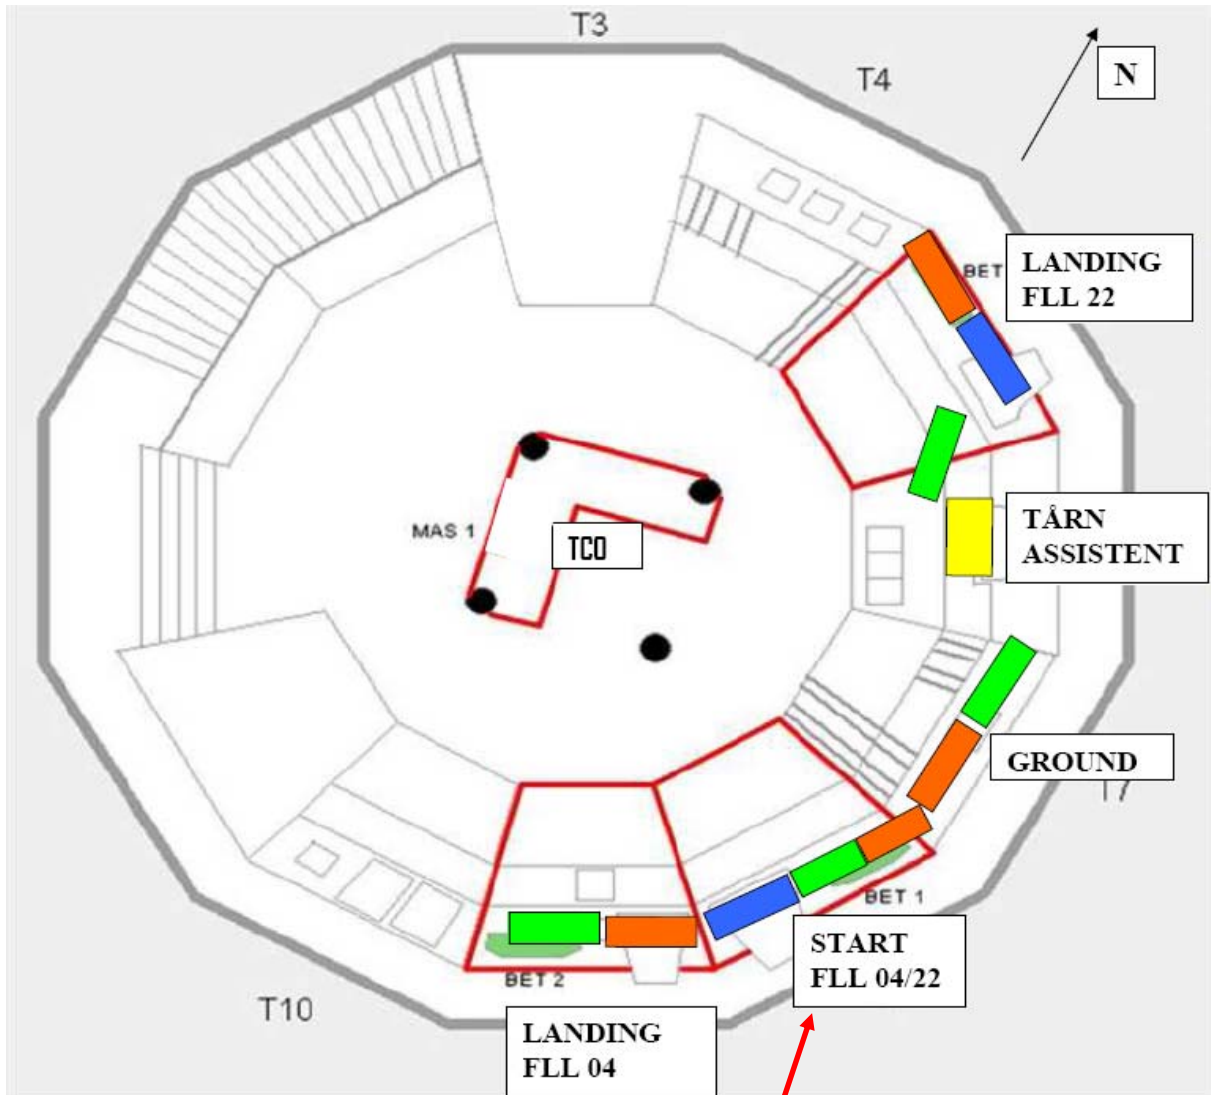 T3
T4
N
BET
LANDING
FLL 22
MAS 1
TCO
TÅRN
ASSISTENT
GROUND
T7
BET 1
START
FLL 04/22
BET 2
T10
LANDING
FLL 04